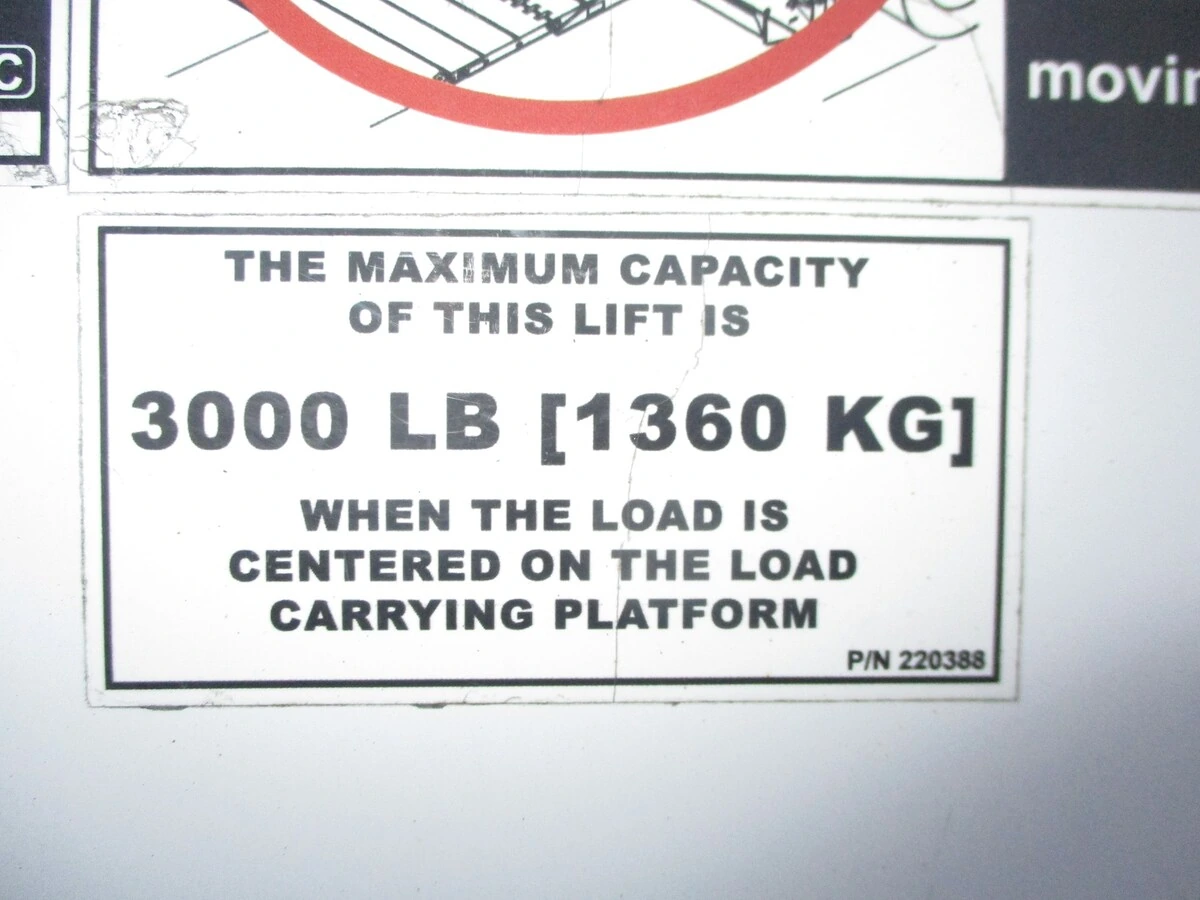 C
movin
THE MAXIMUM CAPACITY
OF THIS LIFT IS
3000 LB [1360 KG]
WHEN THE LOAD IS
CENTERED ON THE LOAD
CARRYING PLATFORM
P/N 220388